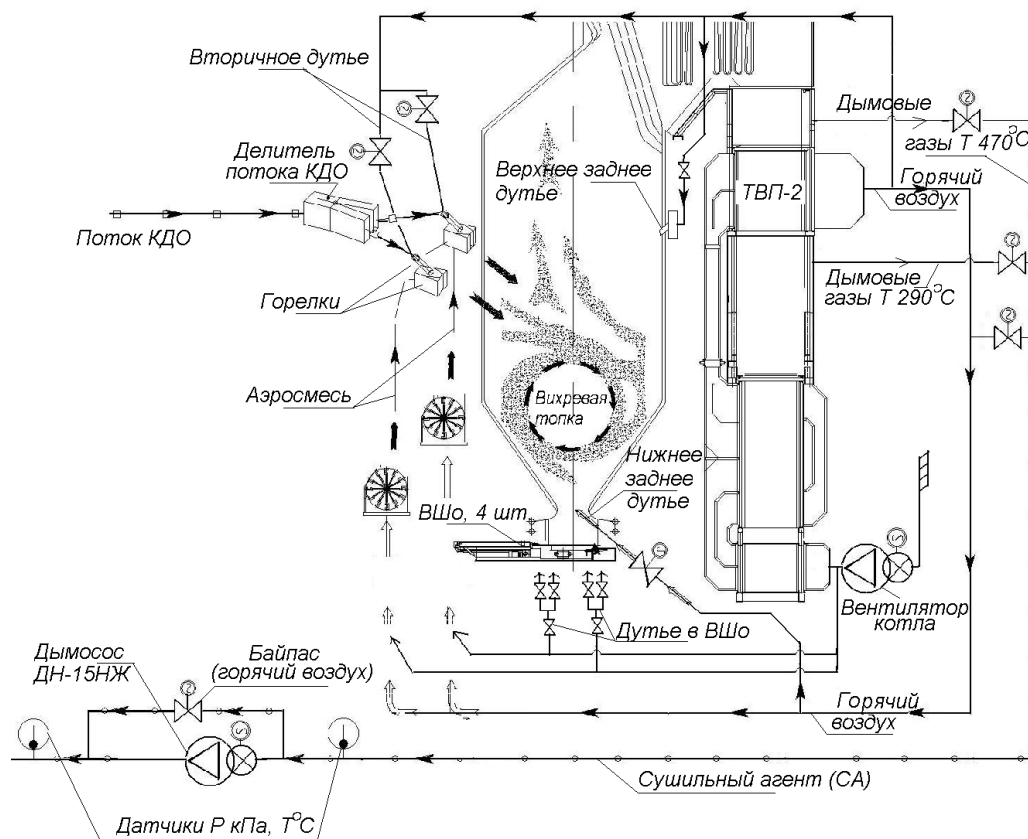 Вторичное дутье
Делитель
потока КДО
Поток КДО
Горелки
Аэросмесь
Верхнее заднее
дутье
ТВП-2
Дымовые
газы Т 470°С
Горячий
воздух
Дымовые
газы Т 290°С
Вихревая
топка
Нижнее
заднее
дутье
ВШо, 4 шт
Дутье в ВШо
Вентилятор
котла
Дымосос
ДН-15НЖ
Байпас
(горячий воздух)
Горячий
воздух
Сушильный агент (СА)
Датчики Р кПа, Т°С